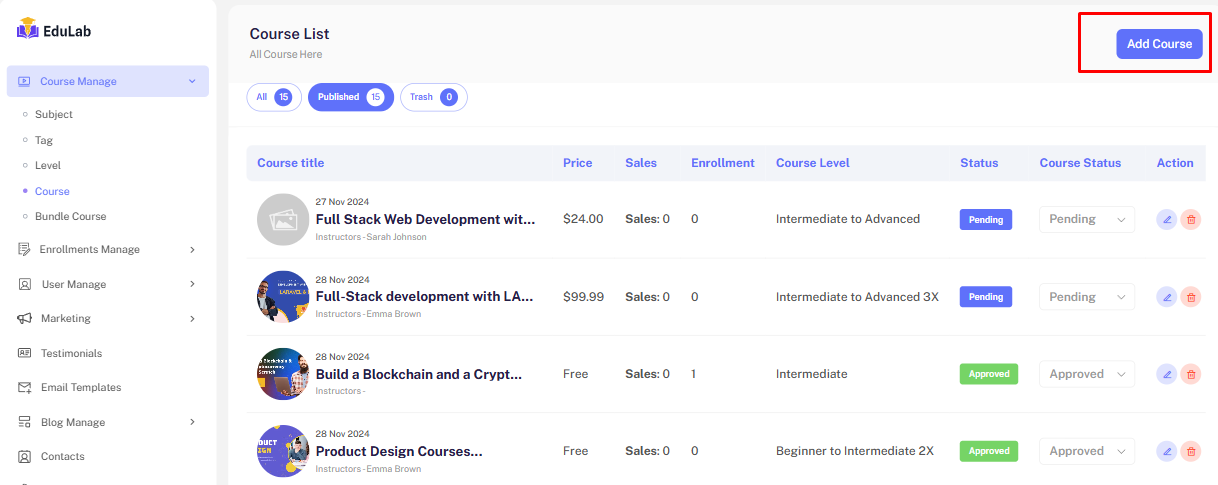 EduLab
Course Manage
Subject
Tag
Level
Course
Bundle Course
Enrollments Manage
User Manage
Marketing
Testimonials
Email Templates
Blog Manage
Contacts
Course List
All Course Here
Add Course
All 15 Published 15 Trash 0
Course title Price Sales Enrollment Course Level Status Course Status Action
27 Nov 2024
Full Stack Web Development wit... $24.00 Sales: 0 0 Intermediate to Advanced Pending Pending
Instructors - Sarah Johnson
28 Nov 2024
Full-Stack development with LA... $99.99 Sales: 0 0 Intermediate to Advanced 3X Pending Pending
Instructors - Emma Brown
LARAVEL
28 Nov 2024
Build a Blockchain and a Crypt... Free Sales: 0 1 Intermediate Approved Approved
Instructors -
28 Nov 2024
Product Design Courses... Free Sales: 0 0 Beginner to Intermediate 2X Approved Approved
Instructors - Emma Brown